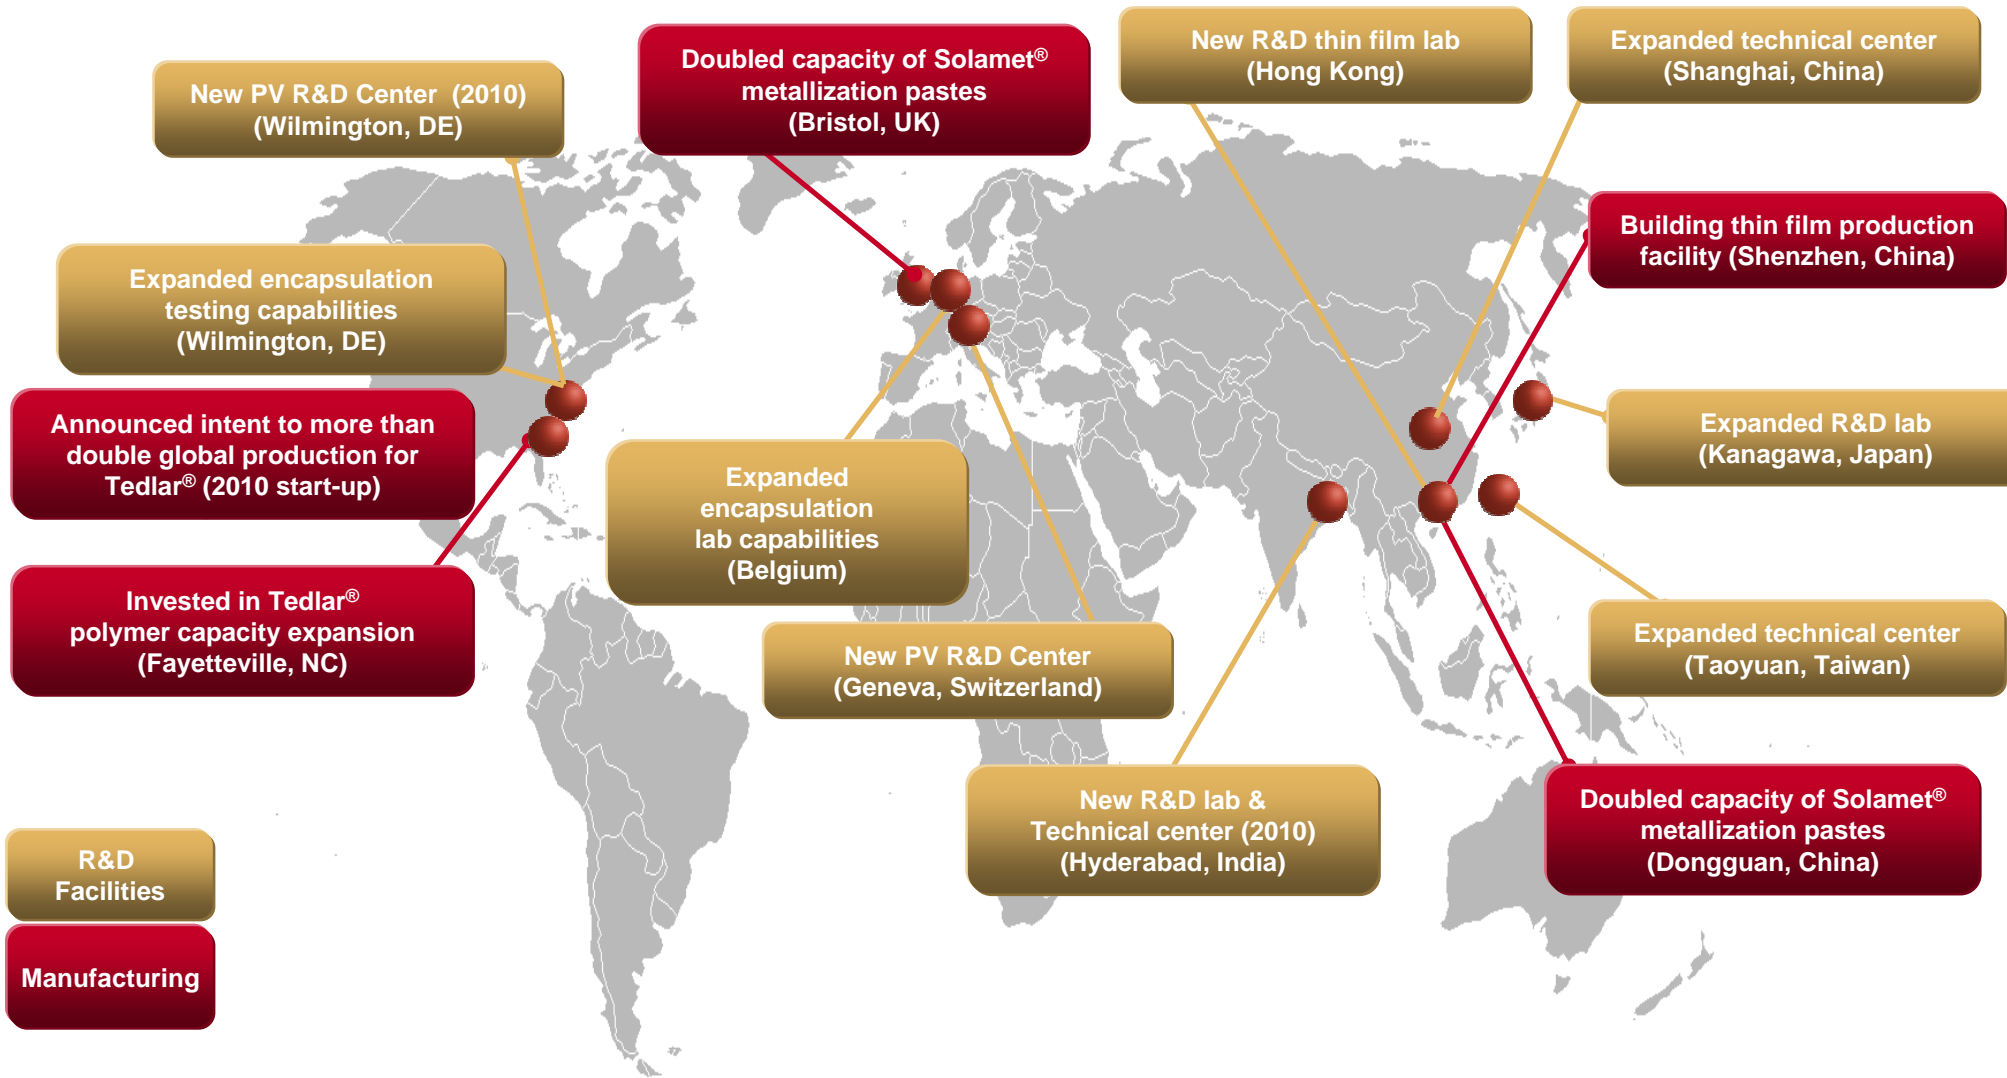 New PV R&D Center (2010)
(Wilmington, DE)
Doubled capacity of Solamet®
metallization pastes
(Bristol, UK)
New R&D thin film lab
(Hong Kong)
Expanded technical center
(Shanghai, China)
Expanded encapsulation
testing capabilities
(Wilmington, DE)
Building thin film production
facility (Shenzhen, China)
Announced intent to more than
double global production for
Tedlar® (2010 start-up)
Expanded R&D lab
(Kanagawa, Japan)
Expanded
encapsulation
lab capabilities
(Belgium)
Invested in Tedlar®
polymer capacity expansion
(Fayetteville, NC)
New PV R&D Center
(Geneva, Switzerland)
Expanded technical center
(Taoyuan, Taiwan)
New R&D lab &
Technical center (2010)
(Hyderabad, India)
Doubled capacity of Solamet®
metallization pastes
(Dongguan, China)
R&D
Facilities
Manufacturing